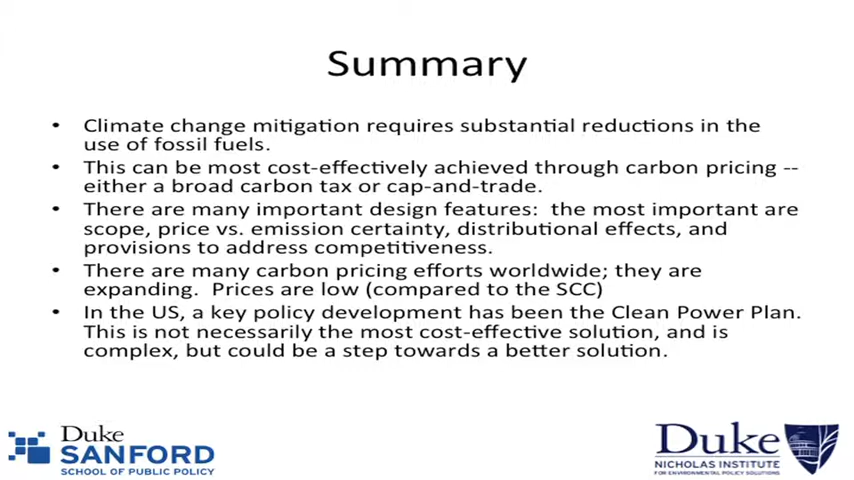 Summary
• Climate change mitigation requires substantial reductions in the
use of fossil fuels.
• This can be most cost-effectively achieved through carbon pricing --
either a broad carbon tax or cap-and-trade.
• There are many important design features:  the most important are
scope, price vs. emission certainty, distributional effects, and
provisions to address competitiveness.
• There are many carbon pricing efforts worldwide; they are
expanding.  Prices are low (compared to the SCC)
• In the US, a key policy development has been the Clean Power Plan.
This is not necessarily the most cost-effective solution, and is
complex, but could be a step towards a better solution.
Duke
SANFORD
SCHOOL OF PUBLIC POLICY
Duke
NICHOLAS INSTITUTE
FOR ENVIRONMENTAL POLICY SOLUTIONS